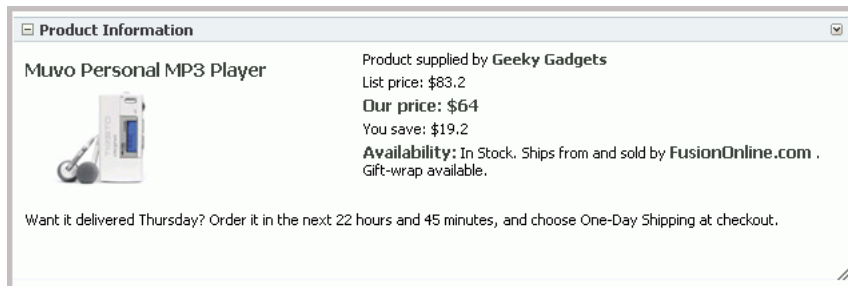 Product Information
Muvo Personal MP3 Player
Product supplied by Geeky Gadgets
List price: $83.2
Our price: $64
You save: $19.2
Availability: In Stock. Ships from and sold by FusionOnline.com .
Gift-wrap available.
Want it delivered Thursday? Order it in the next 22 hours and 45 minutes, and choose One-Day Shipping at checkout.